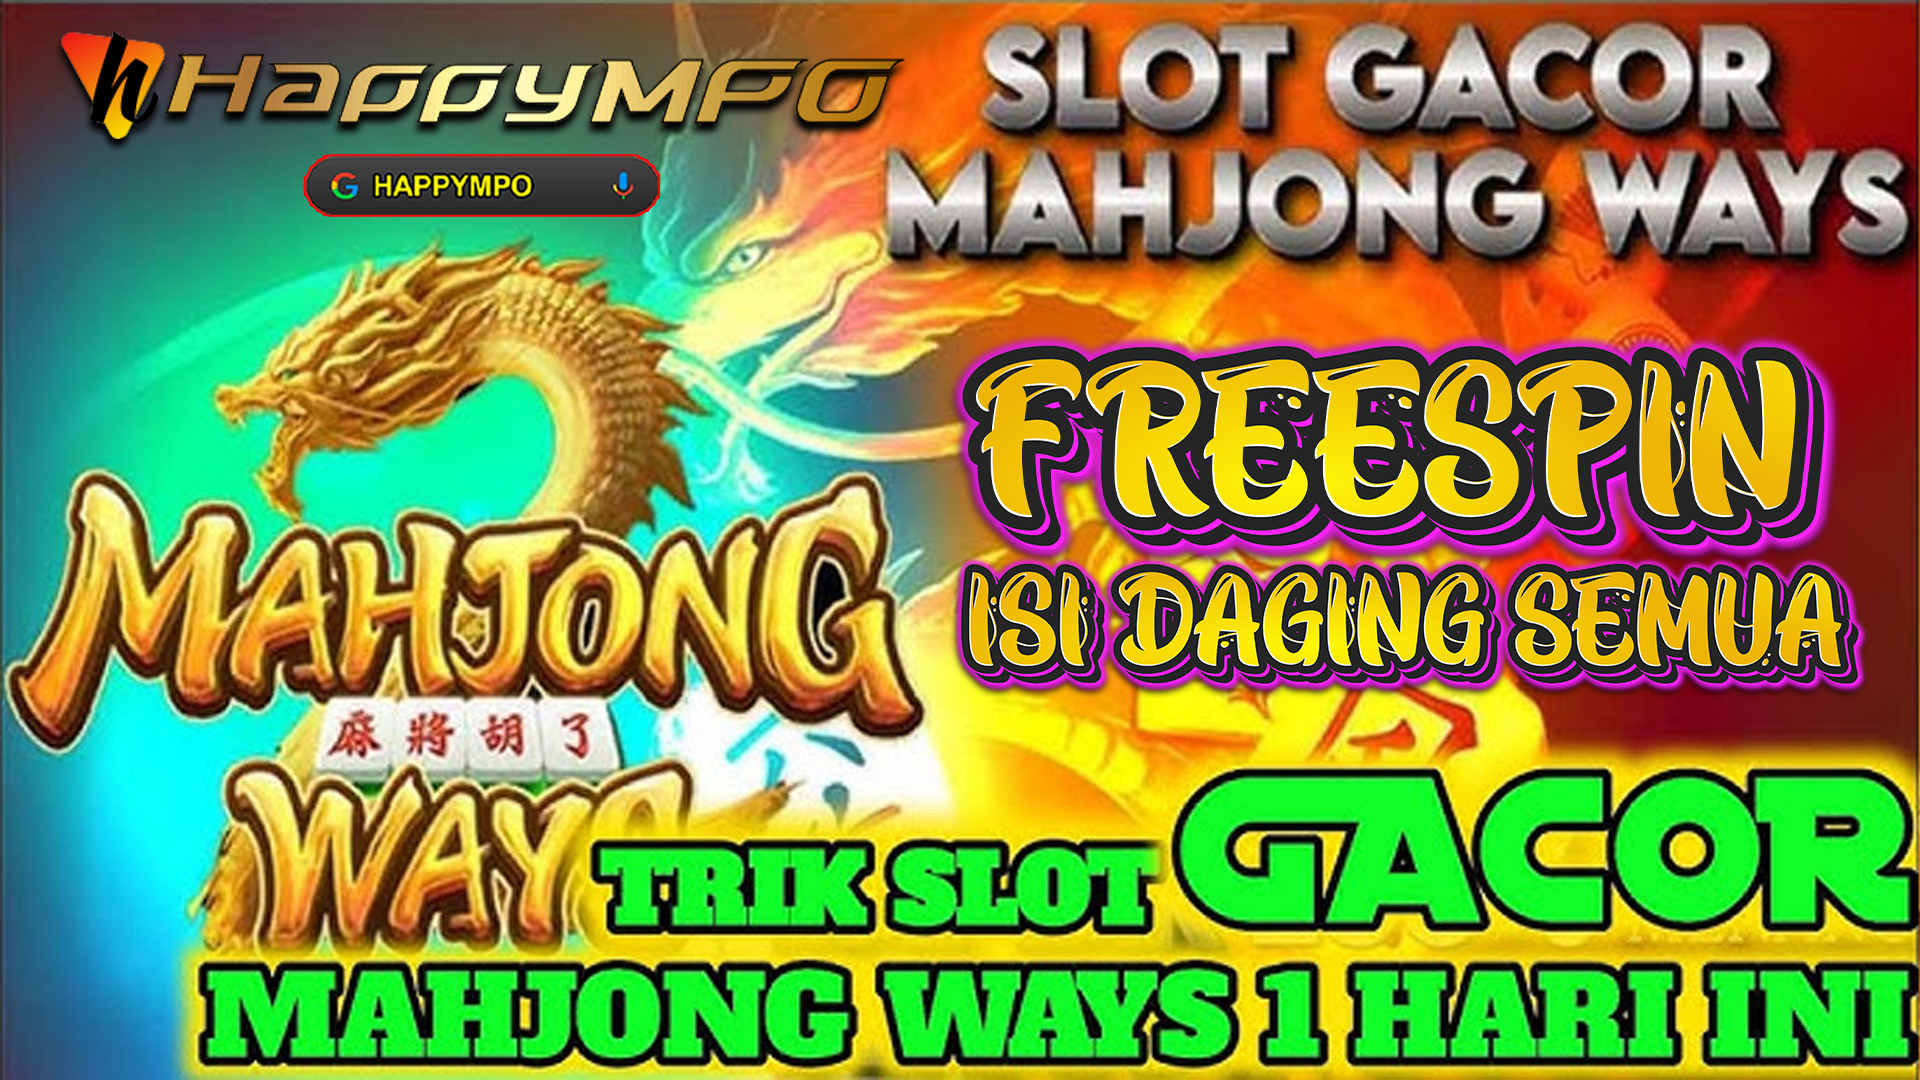 HAPPYMPO
HAPPYMPO
SLOT GACOR
MAHJONG WAYS
FREESPIN
ISI DAGING SEMUA
MAHJONG
麻將胡了
WAYS
TRIK SLOT GACOR
MAHJONG WAYS 1 HARI INI